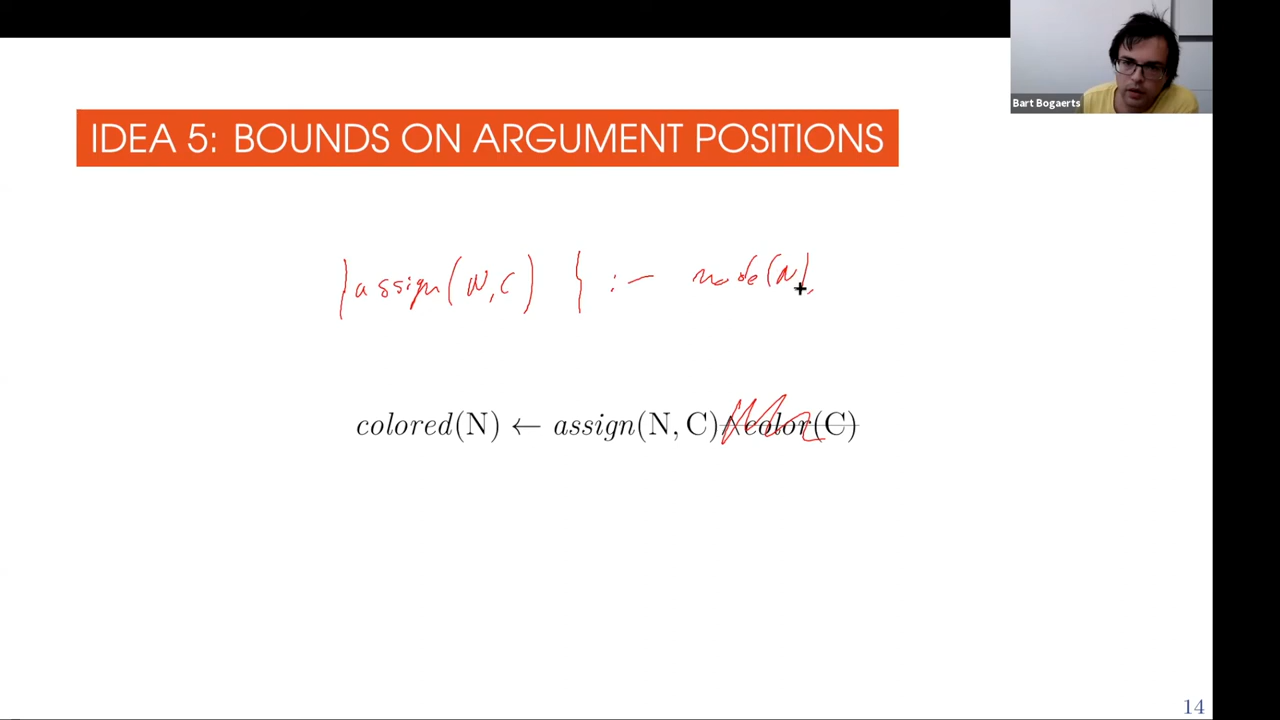 Bart Bogaerts
IDEA 5: BOUNDS ON ARGUMENT POSITIONS
}assign(N,C) } :- node(N),
colored(N) ← assign(N, C)∧color(C)
14